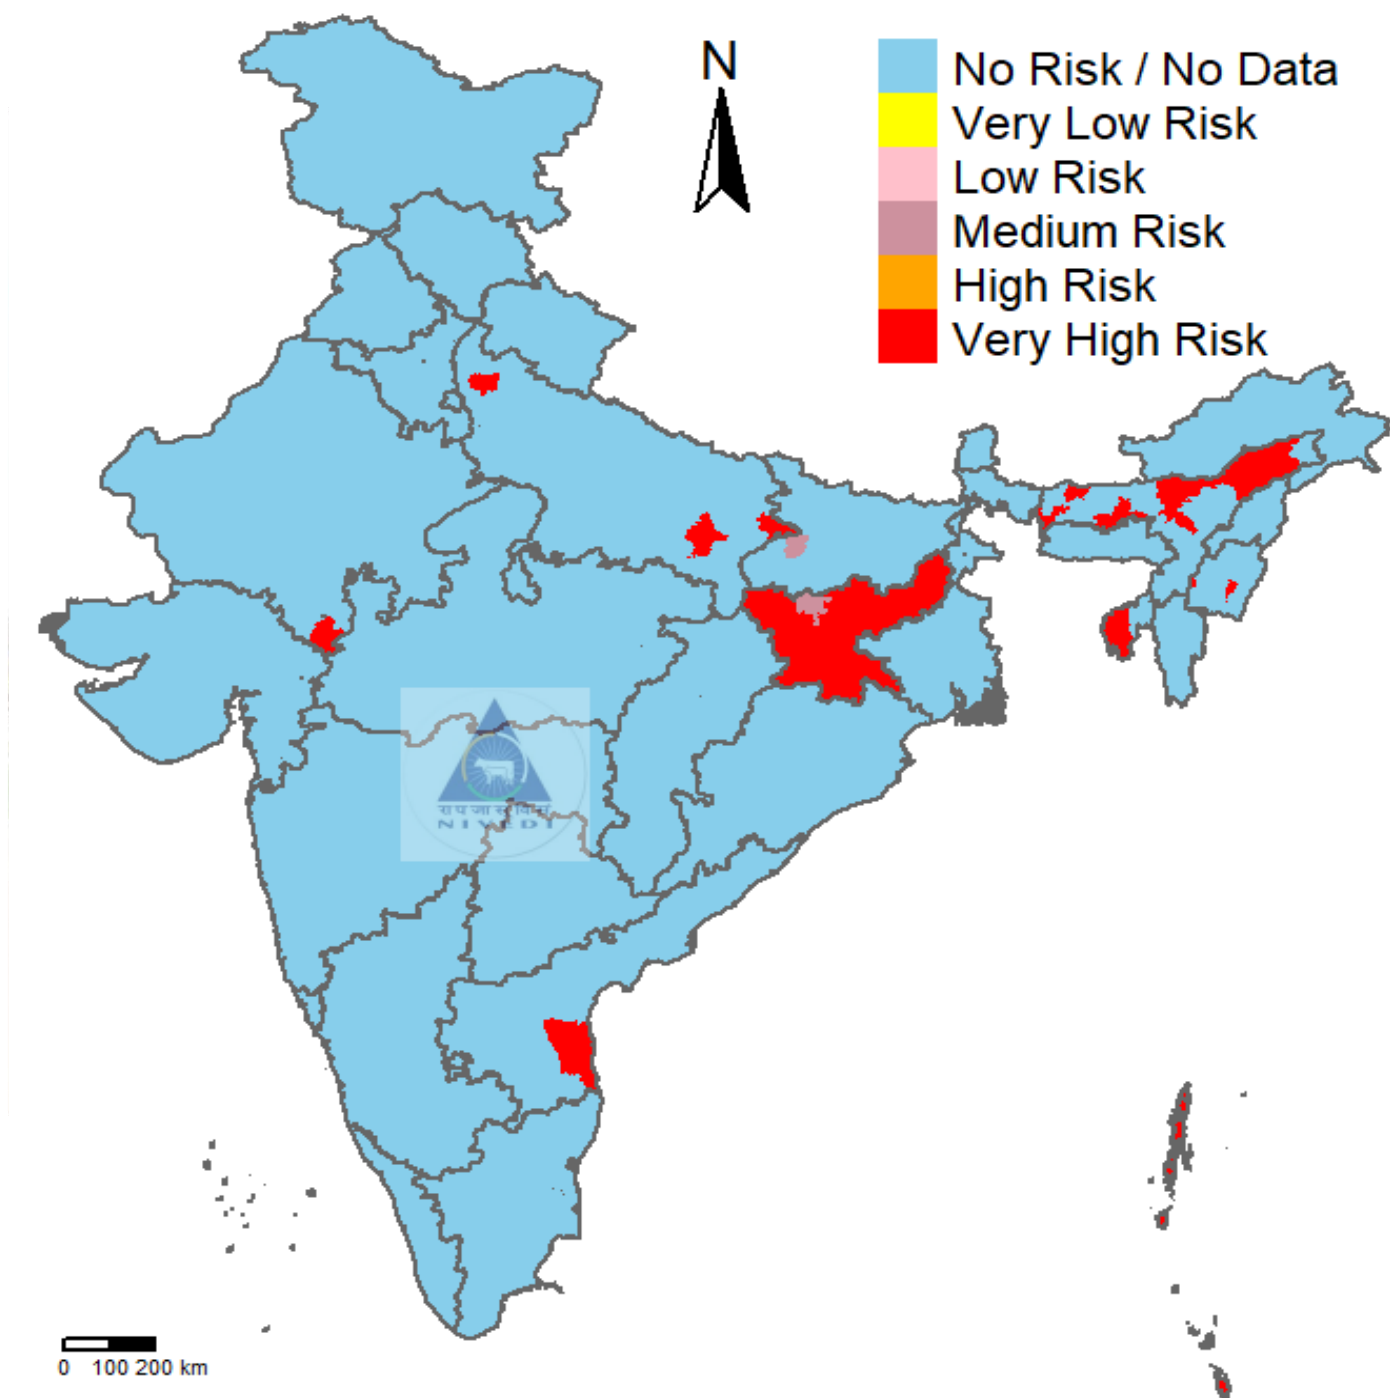 N
No Risk / No Data
Very Low Risk
Low Risk
Medium Risk
High Risk
Very High Risk
NIVEDI
0 100 200 km